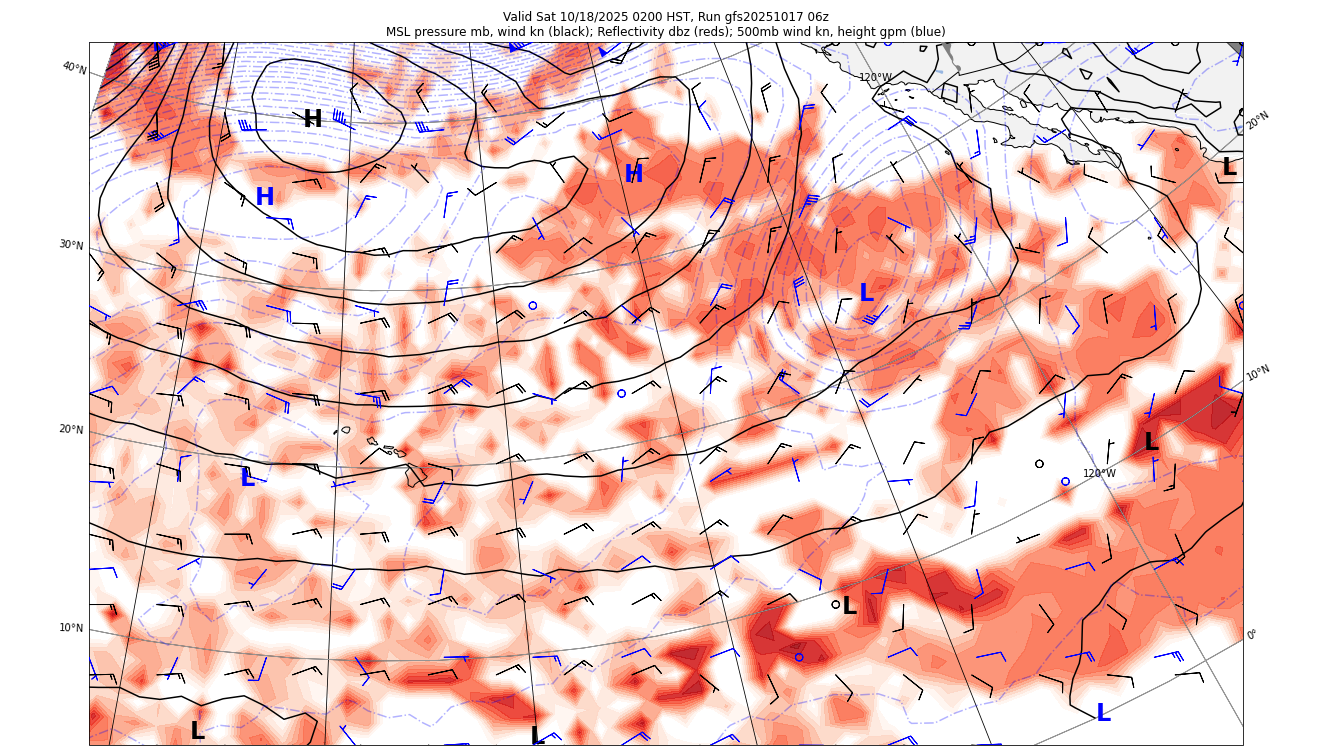 Valid Sat 10/18/2025 0200 HST, Run gfs20251017 06z
MSL pressure mb, wind kn (black); Reflectivity dbz (reds); 500mb wind kn, height gpm (blue)
40°N
120°W
20°N
H
L
H
H
30°N
L
10°N
20°N
L
120°W
L
L
10°N
0°
L
L
L